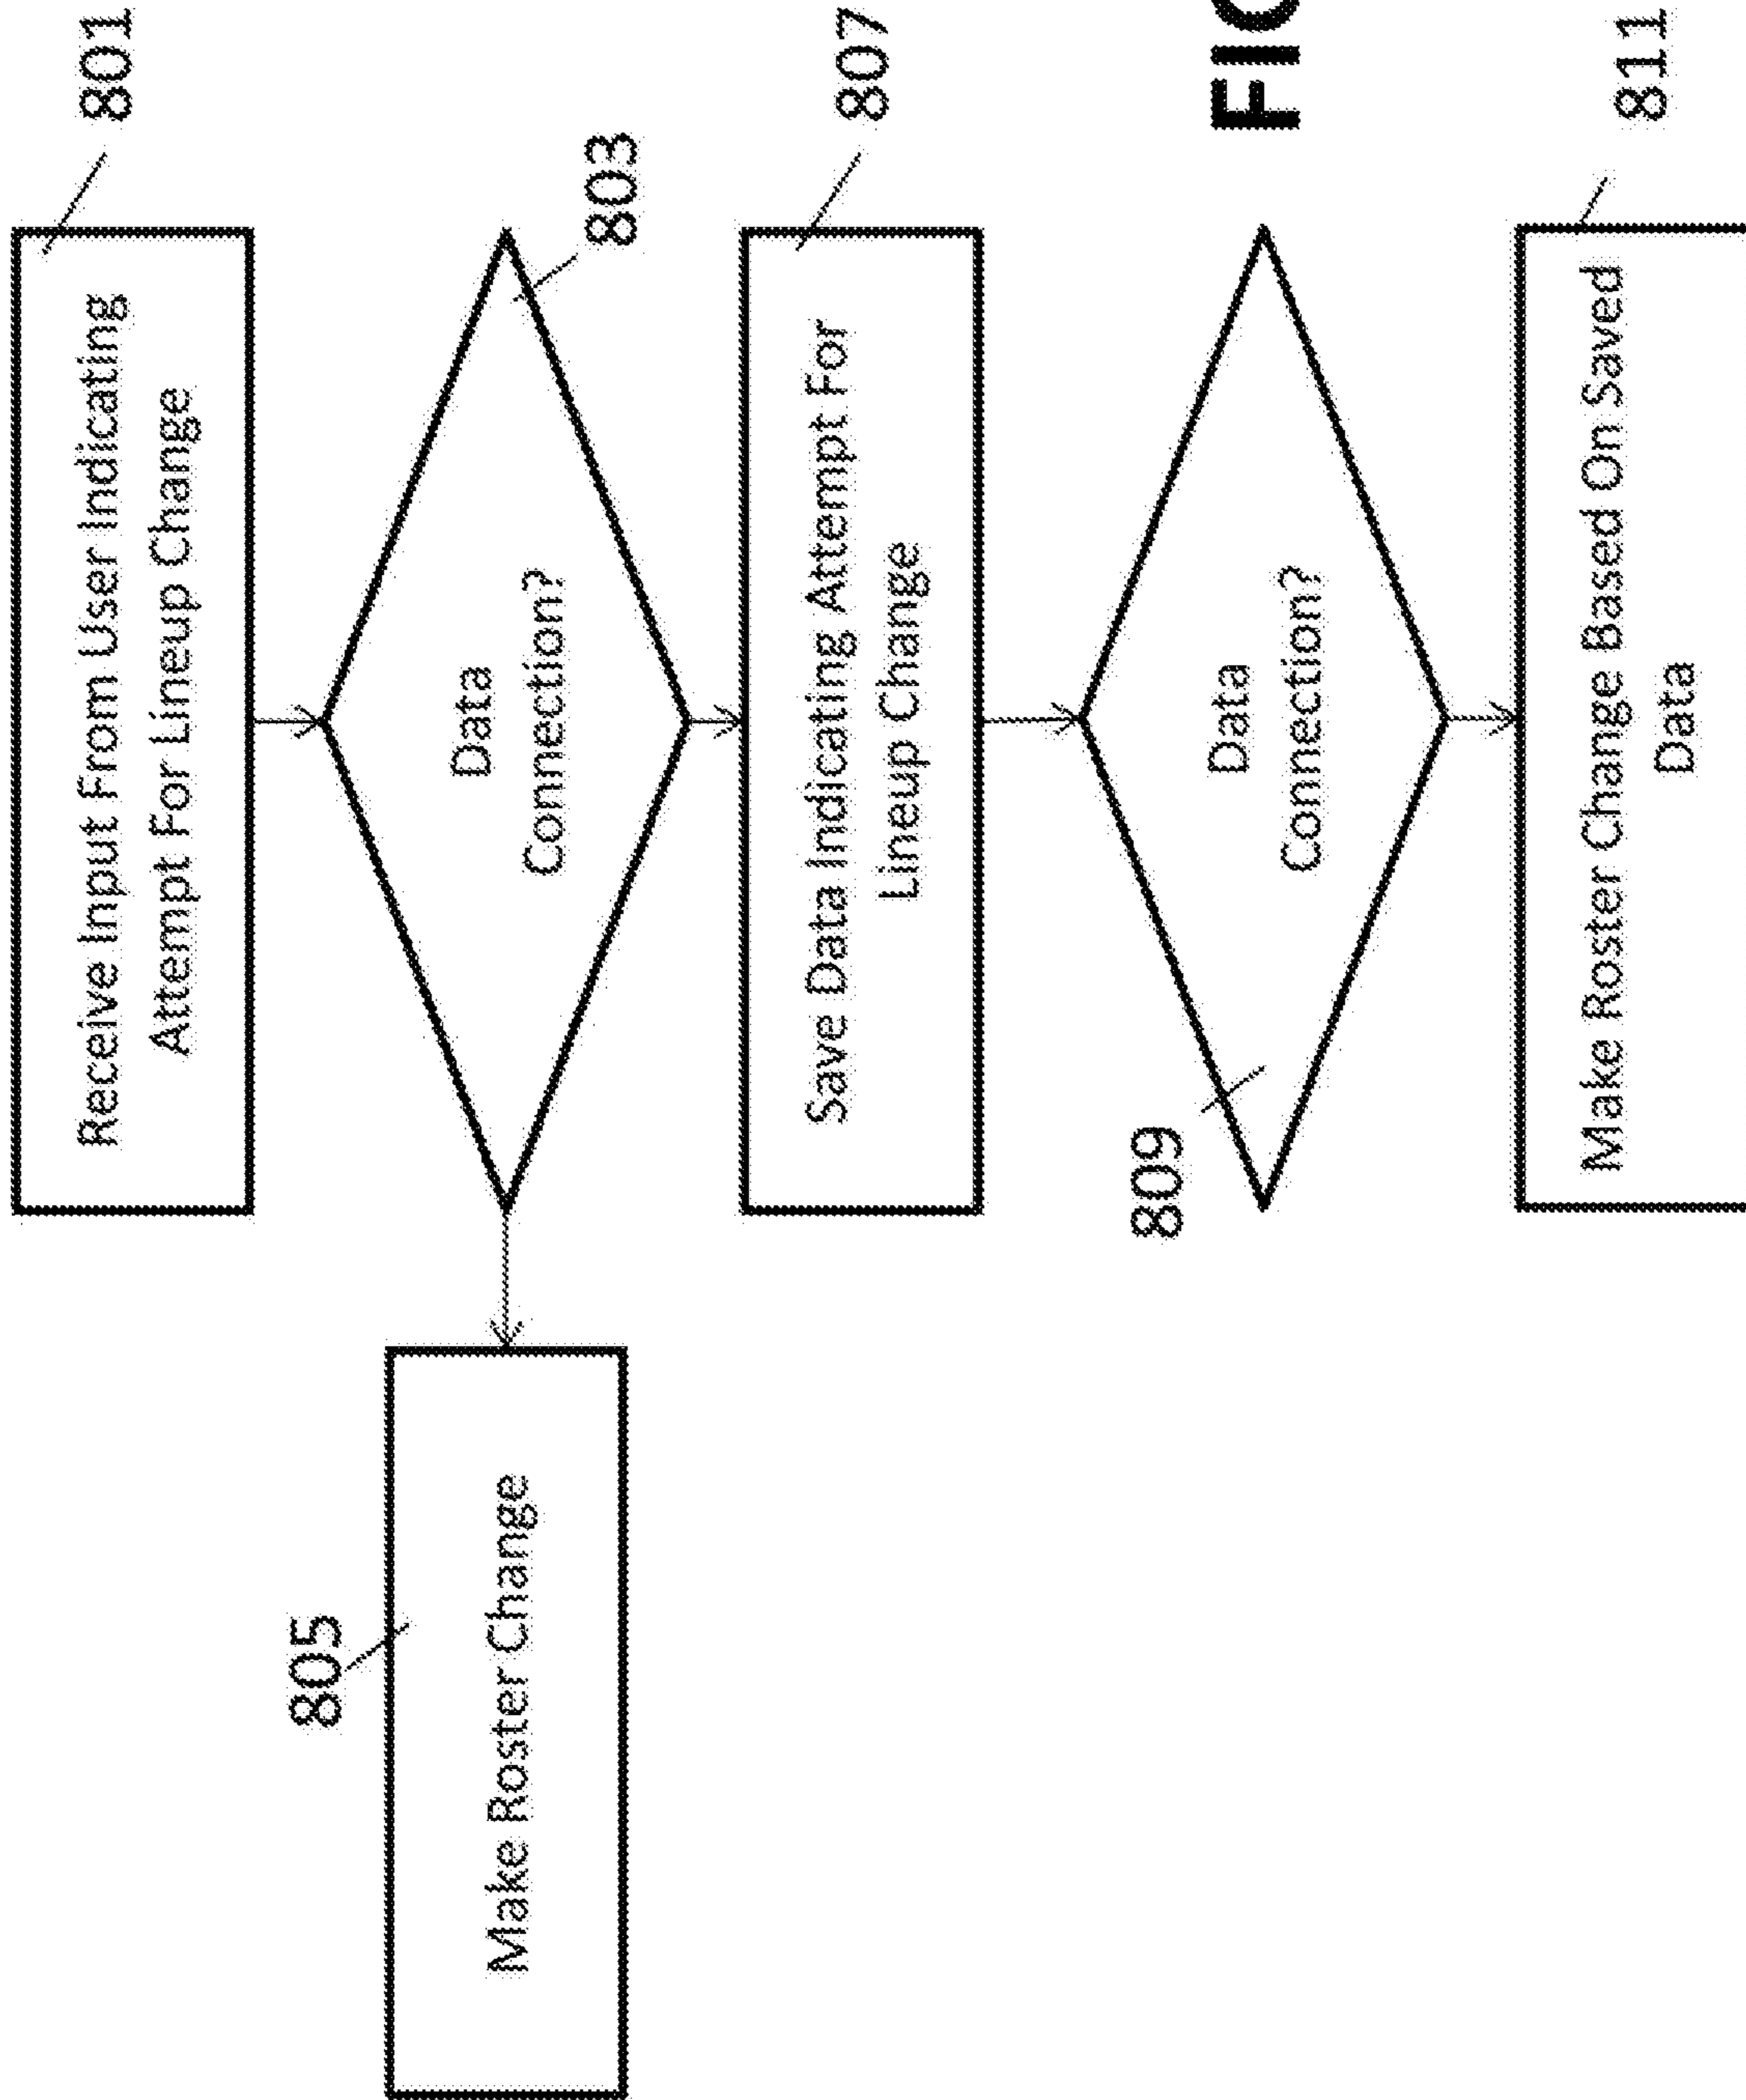 801
Receive Input From User Indicating
Attempt For Lineup Change
803
Data
Connection?
805
Make Roster Change
807
Save Data Indicating Attempt For
Lineup Change
809
Data
Connection?
FIG
811
Make Roster Change Based On Saved
Data